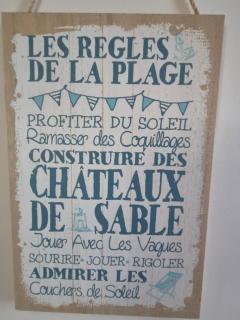 LES REGLES
DE LA PLAGE
PROFITER DU SOLEIL
Ramasser des Coquillages
CONSTRUIRE DES
CHÂTEAUX
DE SABLE
Jouer Avec Les Vagues
SOURIRE • JOUER • RIGOLER
ADMIRER LES
Couchers de Soleil